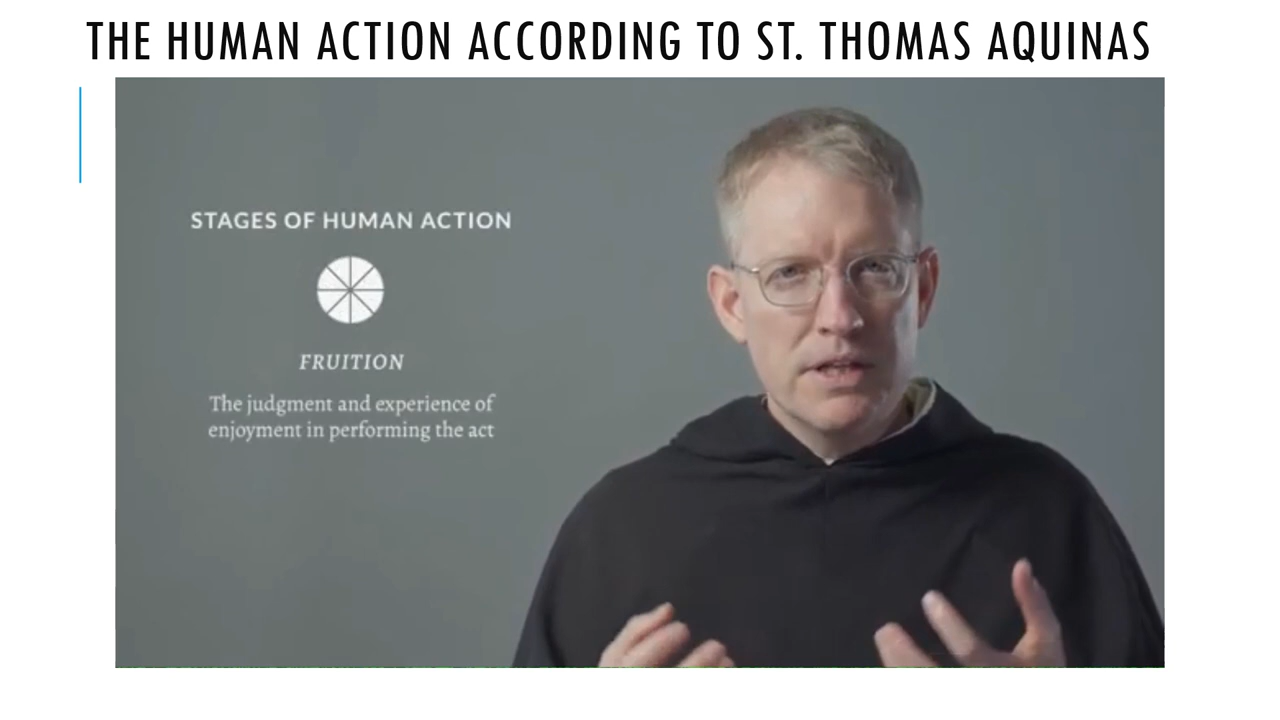 THE HUMAN ACTION ACCORDING TO ST. THOMAS AQUINAS
STAGES OF HUMAN ACTION
FRUITION
The judgment and experience of
enjoyment in performing the act